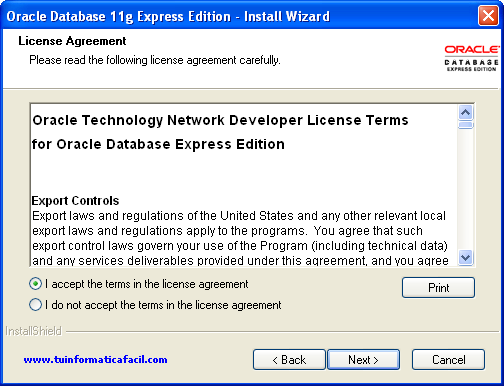 Oracle Database 11g Express Edition - Install Wizard
License Agreement
Please read the following license agreement carefully.
ORACLE
DATABASE
EXPRESS EDITION
Oracle Technology Network Developer License Terms
for Oracle Database Express Edition
Export Controls
Export laws and regulations of the United States and any other relevant local
export laws and regulations apply to the programs.  You agree that such
export control laws govern your use of the Program (including technical data)
and any services deliverables provided under this agreement, and you agree
I accept the terms in the license agreement
Print
I do not accept the terms in the license agreement
InstallShield
www.tuinformaticafacil.com
< Back
Next >
Cancel